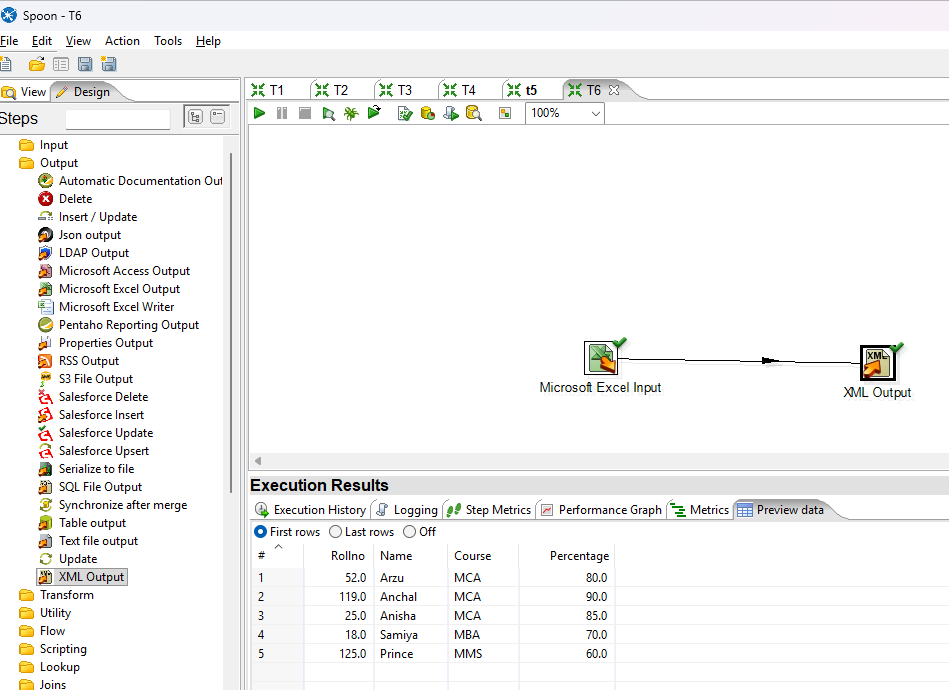 Spoon - T6
File Edit View Action Tools Help
View Design
Steps
Input
Output
Automatic Documentation Out
Delete
Insert / Update
Json output
LDAP Output
Microsoft Access Output
Microsoft Excel Output
Microsoft Excel Writer
Pentaho Reporting Output
Properties Output
RSS Output
S3 File Output
Salesforce Delete
Salesforce Insert
Salesforce Update
Salesforce Upsert
Serialize to file
SQL File Output
Synchronize after merge
Table output
Text file output
Update
XML Output
Transform
Utility
Flow
Scripting
Lookup
Joins
T1 T2 T3 T4 t5 T6
100%
XML
Microsoft Excel Input
XML Output
Execution Results
Execution History Logging Step Metrics Performance Graph Metrics Preview data
First rows Last rows Off
# Rollno Name Course Percentage
1 52.0 Arzu MCA 80.0
2 119.0 Anchal MCA 90.0
3 25.0 Anisha MCA 85.0
4 18.0 Samiya MBA 70.0
5 125.0 Prince MMS 60.0